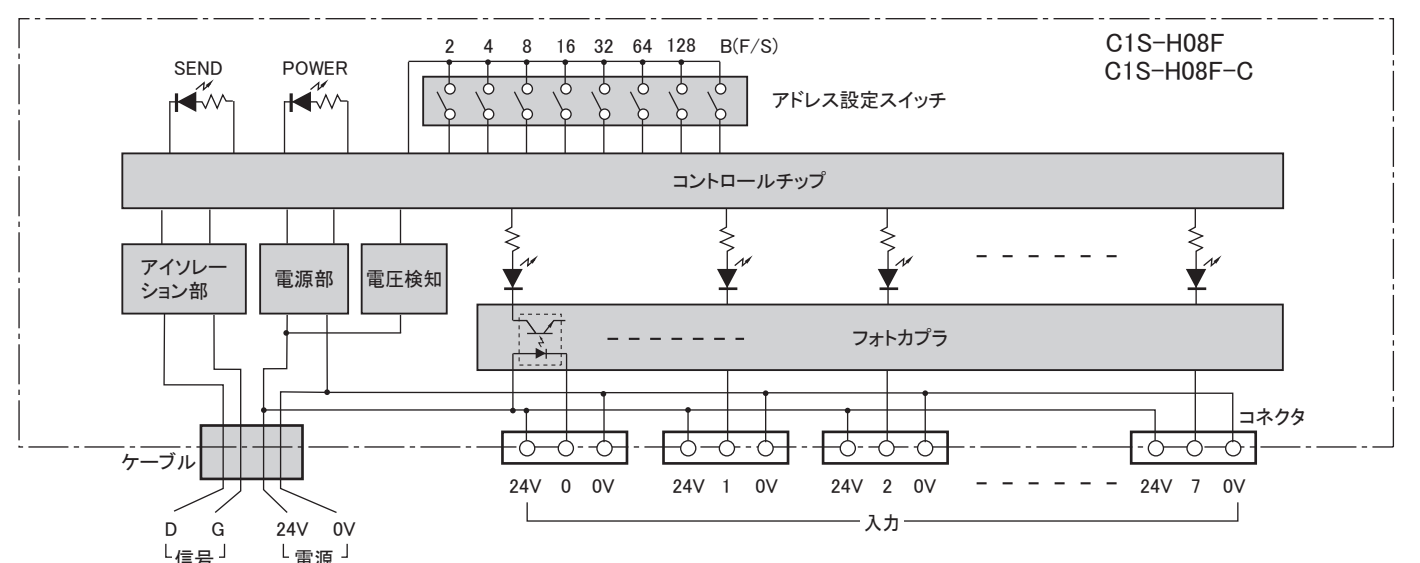 C1S-H08F
C1S-H08F-C
2 4 8 16 32 64 128 B(F/S)
SEND POWER
アドレス設定スイッチ
コントロールチップ
アイソレー
ション部
電源部
電圧検知
フォトカプラ
コネクタ
ケーブル
24V 0 0V 24V 1 0V 24V 2 0V 24V 7 0V
入力
D G 24V 0V
信号 電源